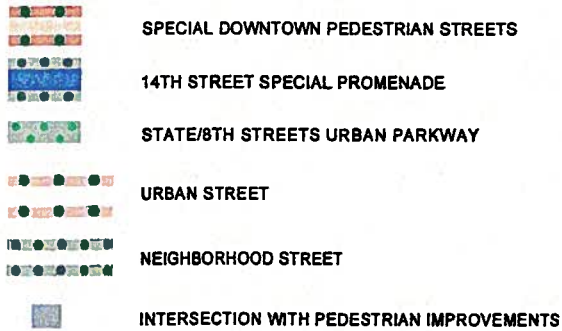 SPECIAL DOWNTOWN PEDESTRIAN STREETS
14TH STREET SPECIAL PROMENADE
STATE/8TH STREETS URBAN PARKWAY
URBAN STREET
NEIGHBORHOOD STREET
INTERSECTION WITH PEDESTRIAN IMPROVEMENTS